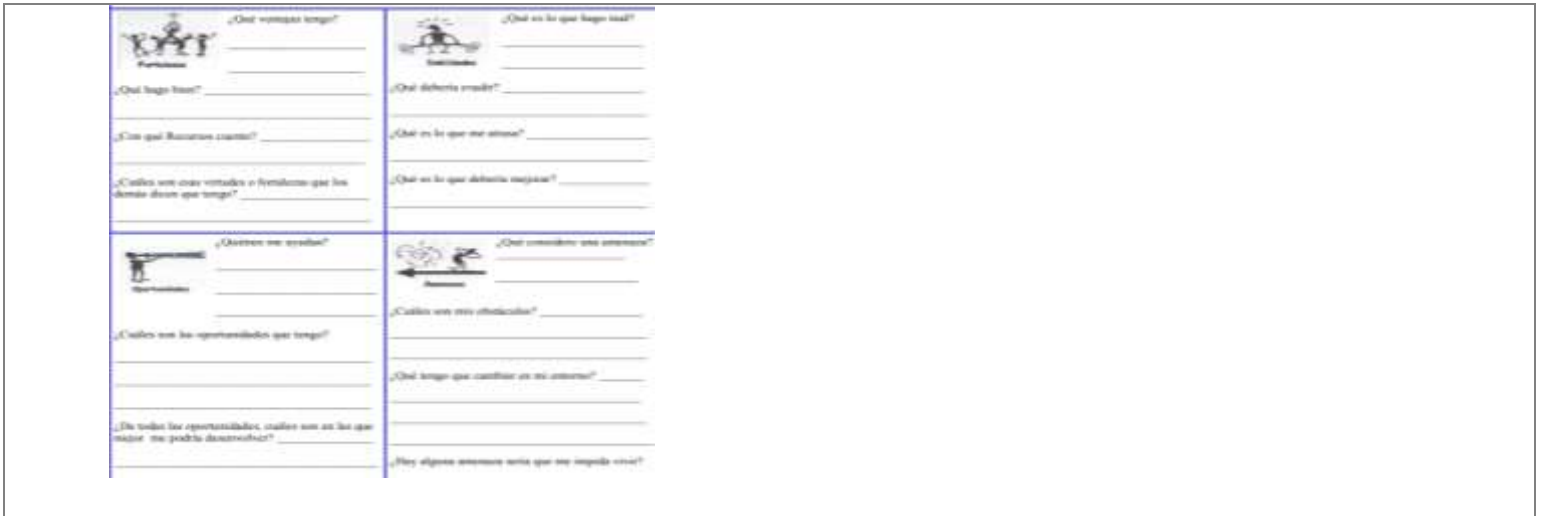 ¿Qué ventajas tengo?
Fortalezas
¿Qué hago bien?
¿Con qué Recursos cuento?
¿Cuáles son esas virtudes o fortalezas que los
demás dicen que tengo?
¿Qué es lo que hago mal?
Debilidades
¿Qué debería evadir?
¿Qué es lo que me atrasa?
¿Qué es lo que debería mejorar?
¿Quiénes me ayudan?
Oportunidades
¿Cuáles son las oportunidades que tengo?
¿De todas las oportunidades, cuáles son en las que
mejor me podría desenvolver?
¿Qué considero una amenaza?
Amenazas
¿Cuáles son mis obstáculos?
¿Qué tengo que cambiar en mi entorno?
¿Hay alguna amenaza seria que me impida vivir?